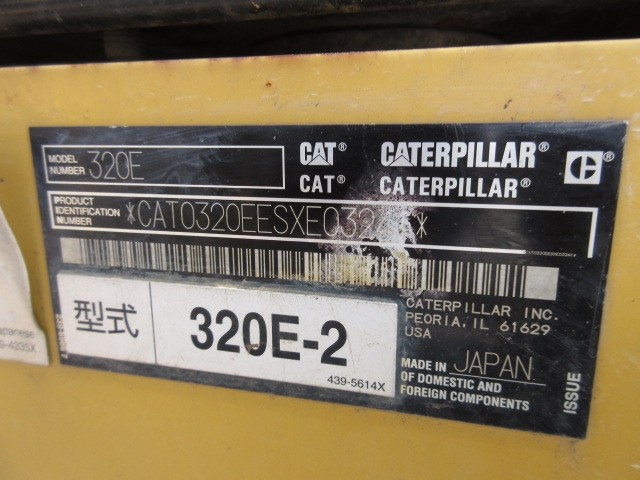 MODEL NUMBER 320E
CAT CATERPILLAR
CAT® CATERPILLAR®
PRODUCT IDENTIFICATION NUMBER
型式 320E-2
439-5614X
CATERPILLAR INC.
PEORIA, IL 61629
USA
MADE IN JAPAN
OF DOMESTIC AND
FOREIGN COMPONENTS
ISSUE